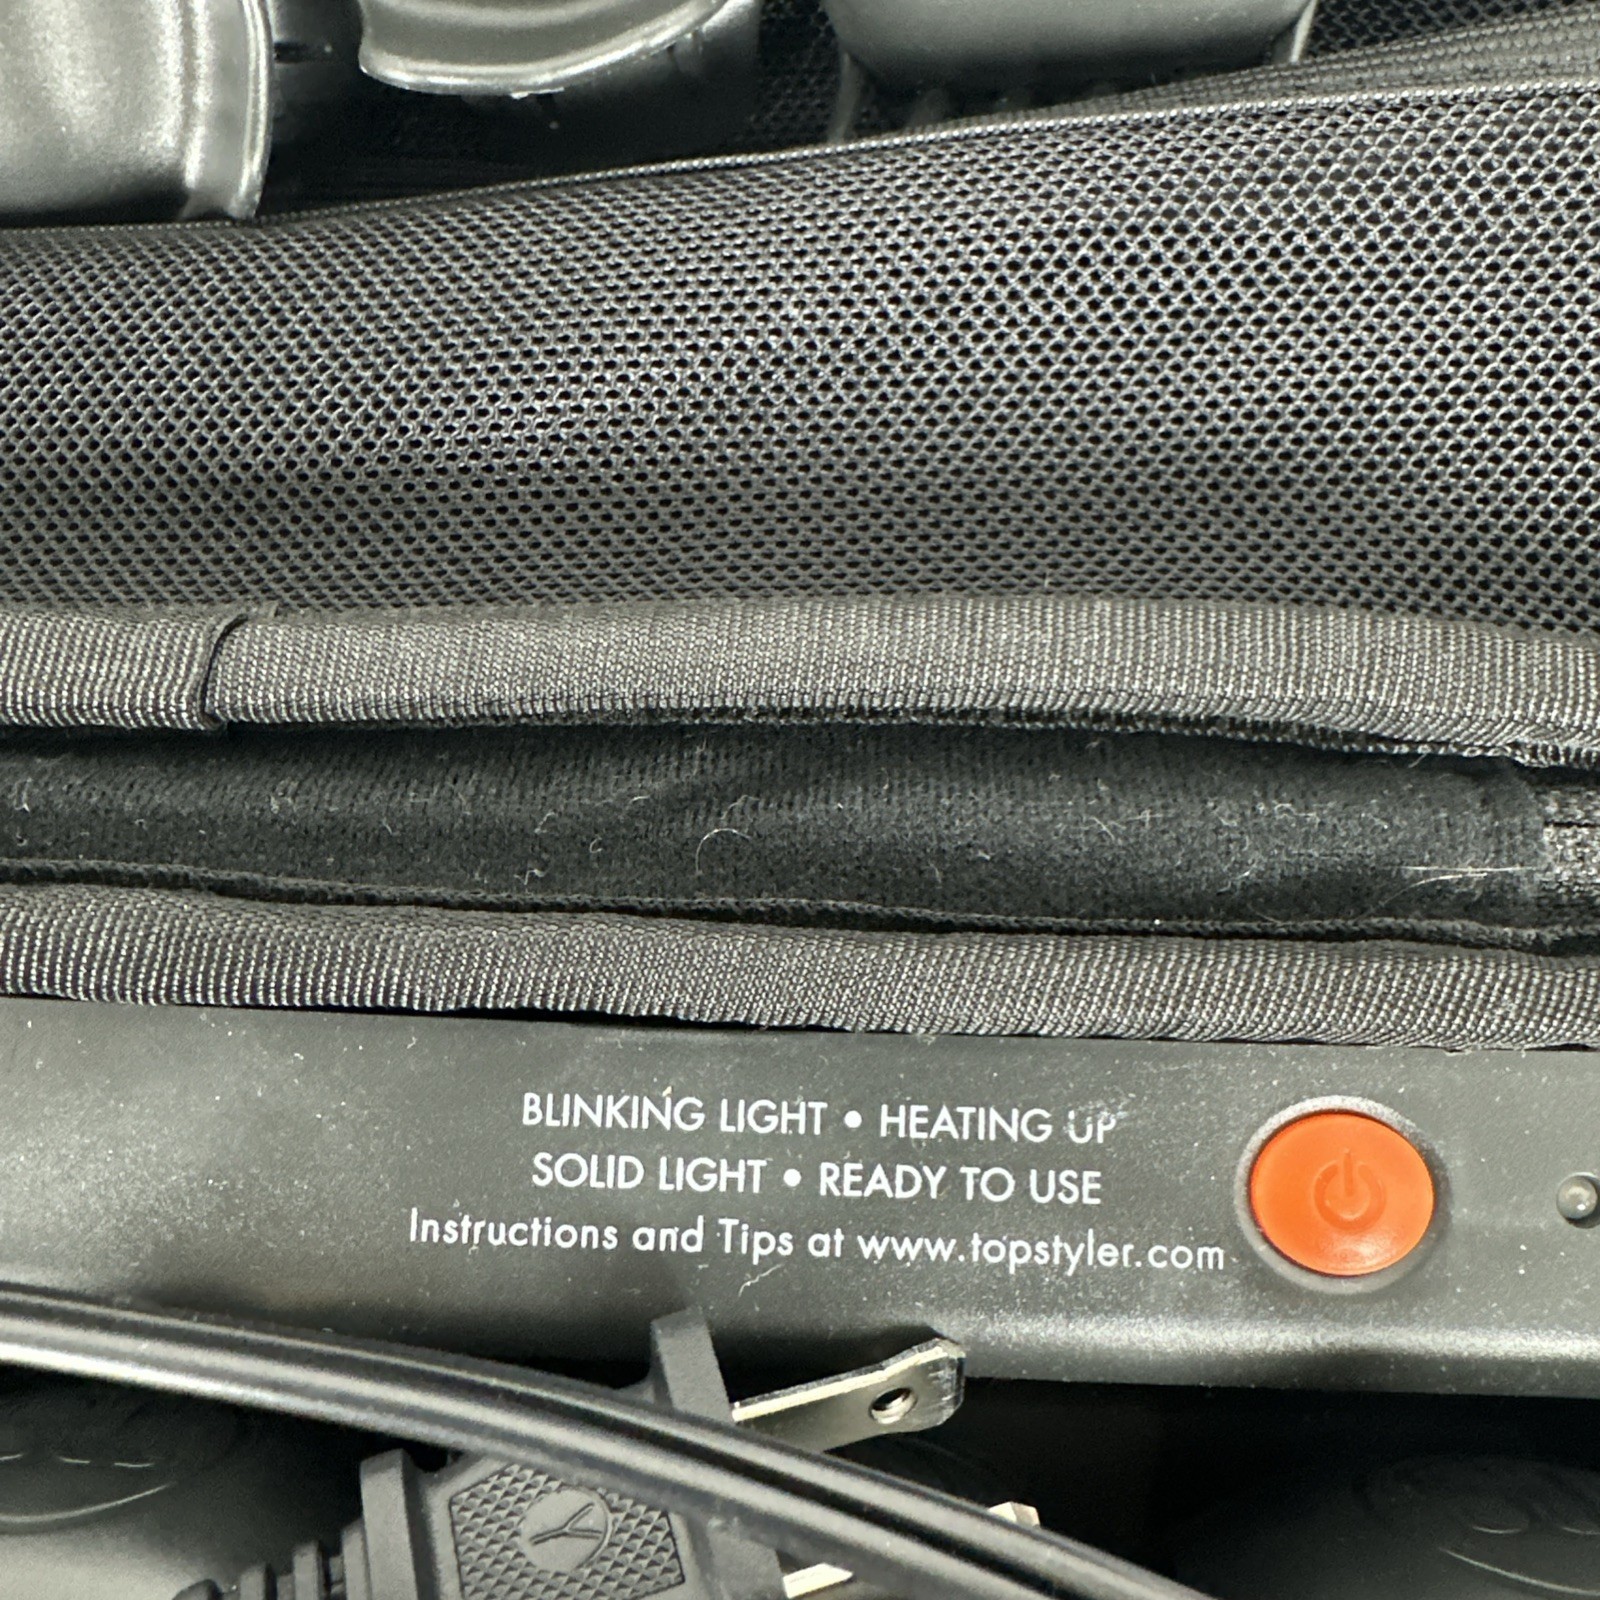 BLINKING LIGHT • HEATING UP
SOLID LIGHT • READY TO USE
Instructions and Tips at www.topstyler.com